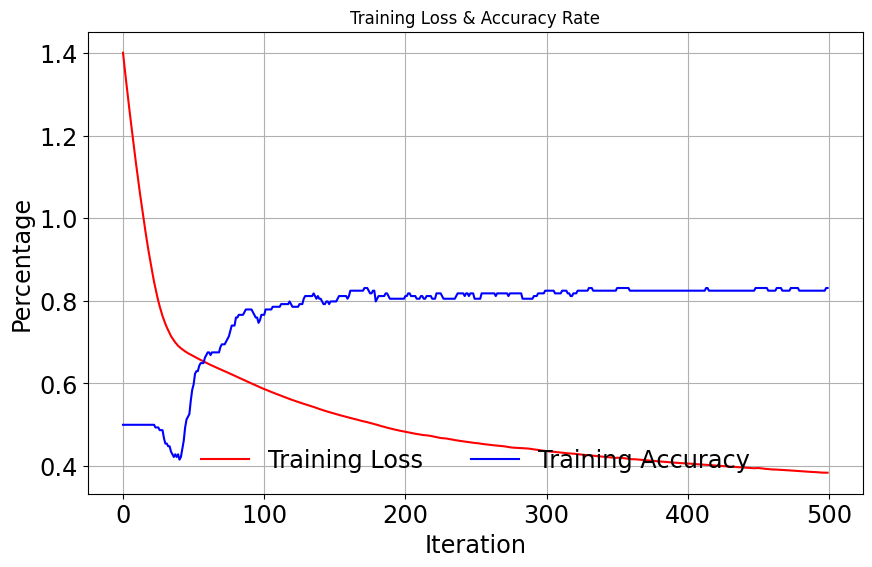 Training Loss & Accuracy Rate
Percentage
1.4
1.2
1.0
0.8
0.6
0.4
Training Loss Training Accuracy
0 100 200 300 400 500
Iteration